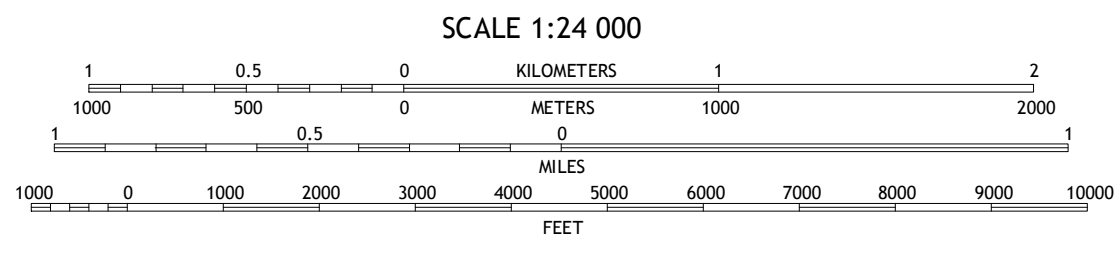 SCALE 1:24 000
1 0.5 0 KILOMETERS 1 2
1000 500 0 METERS 1000 2000
1 0.5 0 1
MILES
1000 0 1000 2000 3000 4000 5000 6000 7000 8000 9000 10000
FEET